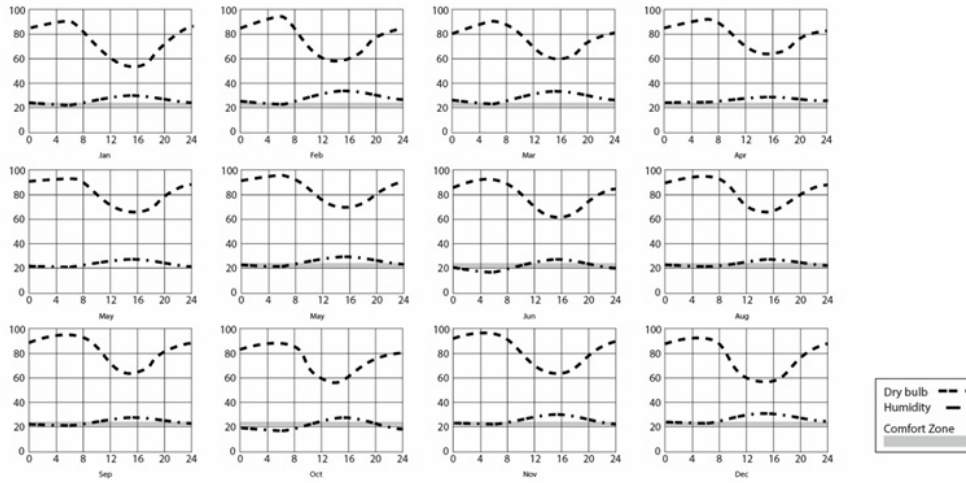 100 100 100 100
80 80 80 80
60 60 60 60
40 40 40 40
20 20 20 20
0 0 0 0
0 4 8 12 16 20 24 0 4 8 12 16 20 24 0 4 8 12 16 20 24 0 4 8 12 16 20 24
Jan Feb Mar Apr
100 100 100 100
80 80 80 80
60 60 60 60
40 40 40 40
20 20 20 20
0 0 0 0
0 4 8 12 16 20 24 0 4 8 12 16 20 24 0 4 8 12 16 20 24 0 4 8 12 16 20 24
May May Jun Aug
100 100 100 100
80 80 80 80
60 60 60 60
40 40 40 40
20 20 20 20
0 0 0 0
0 4 8 12 16 20 24 0 4 8 12 16 20 24 0 4 8 12 16 20 24 0 4 8 12 16 20 24
Sep Oct Nov Dec
Dry bulb
Humidity
Comfort Zone